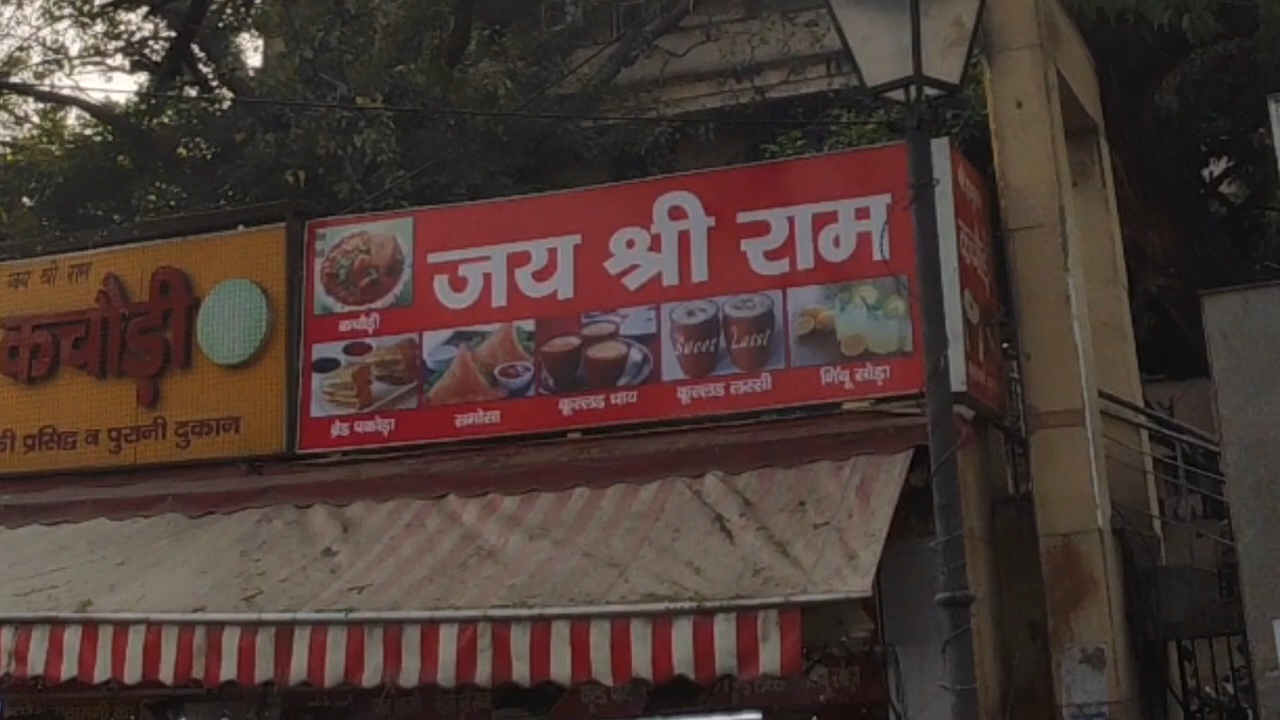 जय श्री राम
कचौड़ी
की प्रसिद्ध व पुरानी दुकान
जय श्री राम
कचौड़ी
Sweet Lassi
ब्रेड पकोड़ा
समोसा
कूल्लड चाय
कूल्लड लस्सी
निंबू सोड़ा